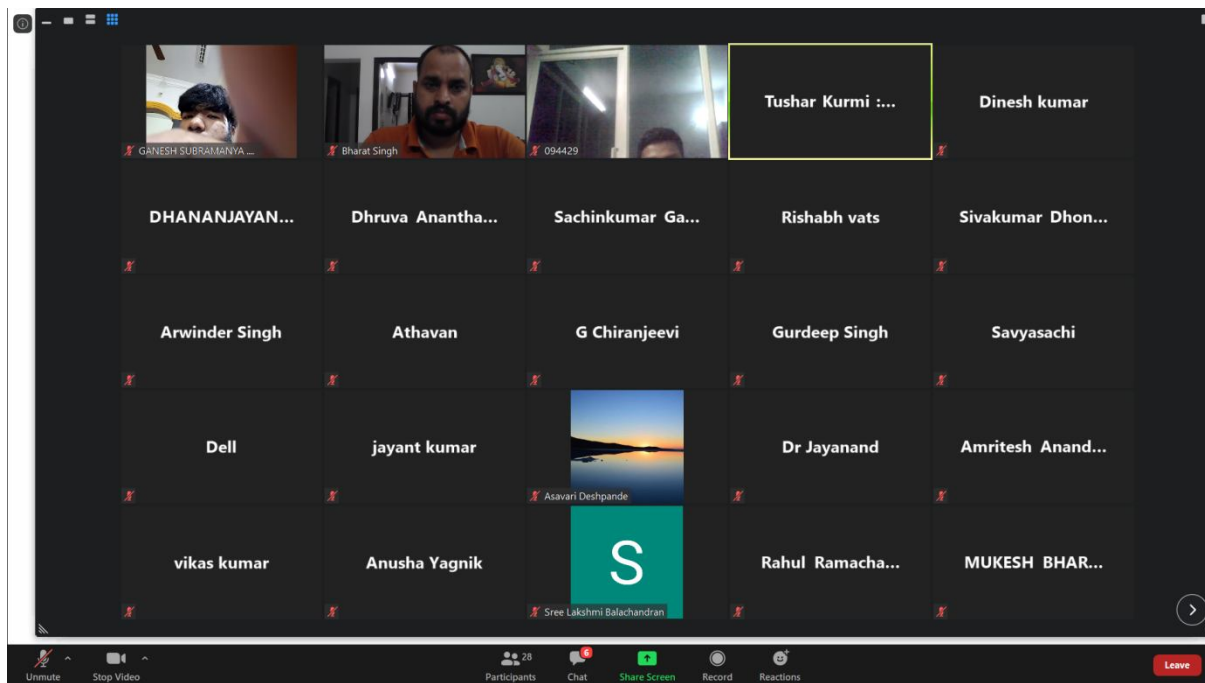 GANESH SUBRAMANYA ...
Bharat Singh
094429
Tushar Kurmi :...
Dinesh kumar
DHANANJAYAN...
Dhruva Anantha...
Sachinkumar Ga...
Rishabh vats
Sivakumar Dhon...
Arwinder Singh
Athavan
G Chiranjeevi
Gurdeep Singh
Savyasachi
Dell
jayant kumar
Asavari Deshpande
Dr Jayanand
Amritesh Anand...
vikas kumar
Anusha Yagnik
S
Sree Lakshmi Balachandran
Rahul Ramacha...
MUKESH BHAR...
Unmute
Stop Video
28
Participants
6
Chat
Share Screen
Record
Reactions
Leave